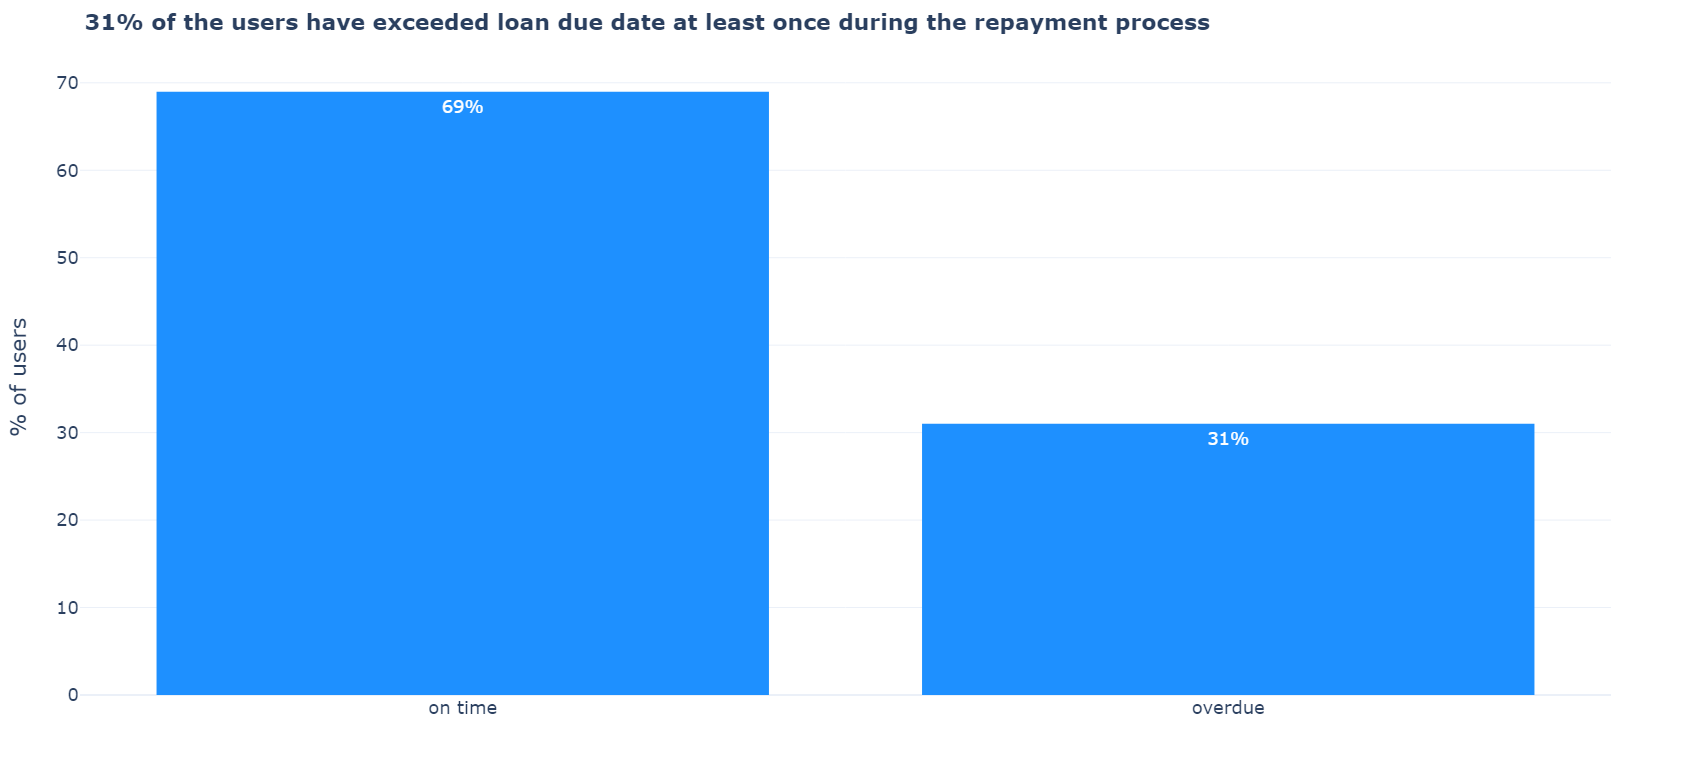 31% of the users have exceeded loan due date at least once during the repayment process
% of users
70
60
50
40
30
20
10
0
69%
31%
on time
overdue